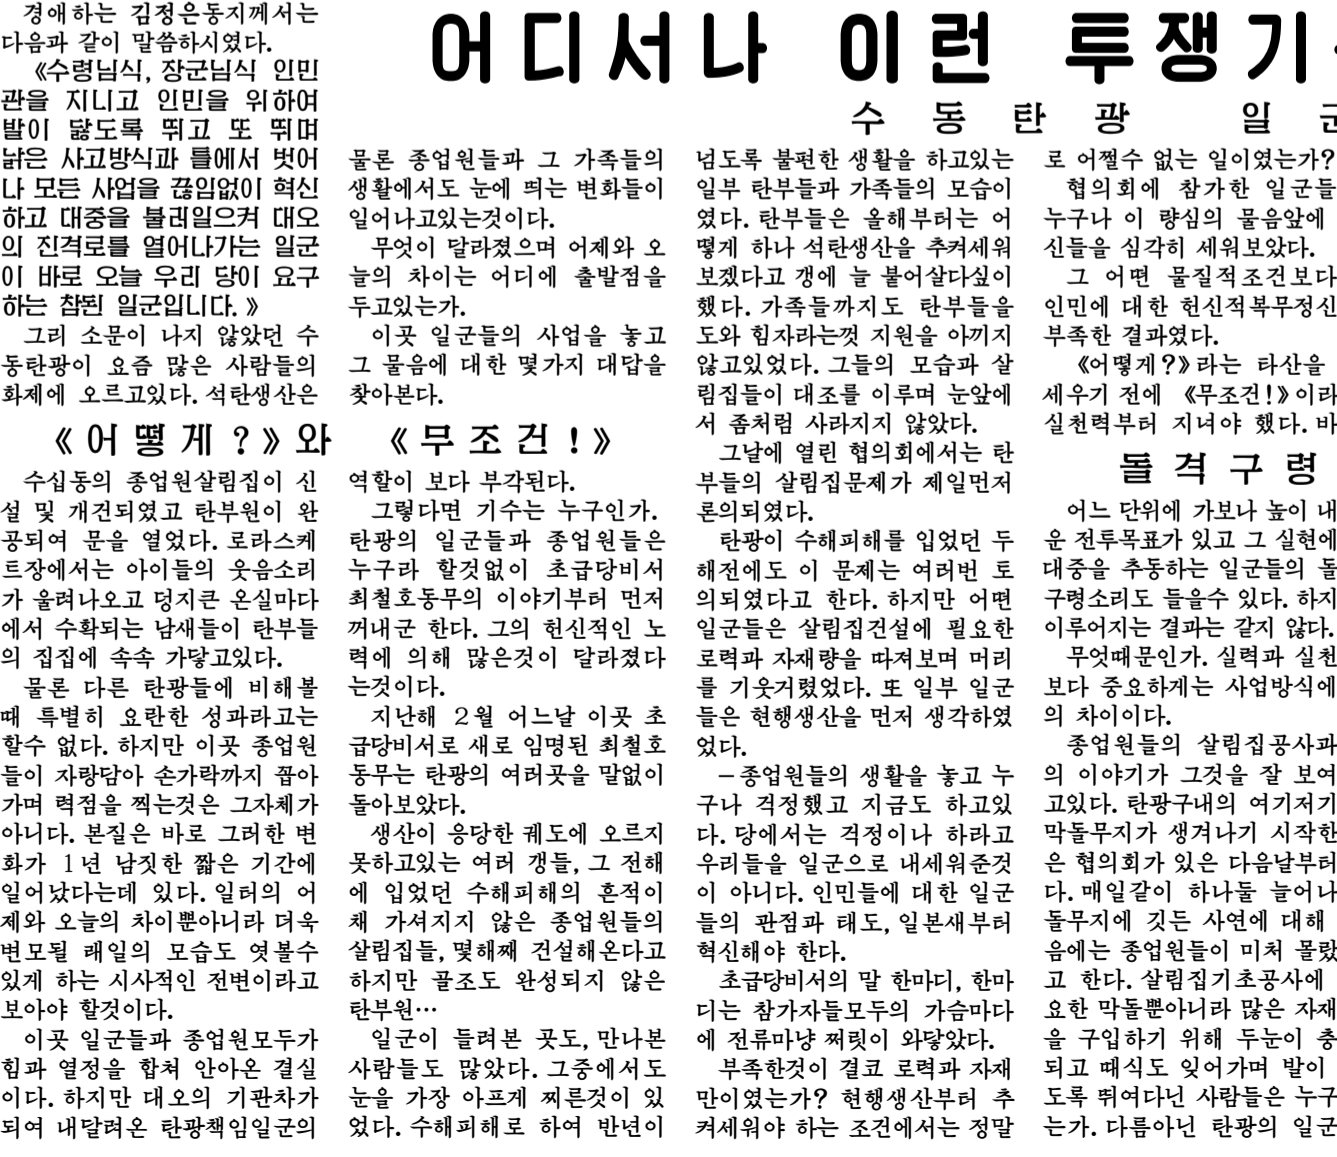 어디서나 이런 투쟁기
수 동 탄 광 일
경애하는 김정은동지께서는
다음과 같이 말씀하시였다.
《수령님식, 장군님식 인민
관을 지니고 인민을 위하여
발이 닳도록 뛰고 또 뛰며
낡은 사고방식과 틀에서 벗어
나 모든 사업을 끊임없이 혁신
하고 대중을 불러일으켜 대오
의 진격로를 열어나가는 일군
이 바로 오늘 우리 당이 요구
하는 참된 일군입니다.》
그리 소문이 나지 않았던 수
동탄광이 요즘 많은 사람들의
화제에 오르고있다. 석탄생산은
물론 종업원들과 그 가족들의
생활에서도 눈에 띄는 변화들이
일어나고있는것이다.
무엇이 달라졌으며 어제와 오
늘의 차이는 어디에 출발점을
두고있는가.
이곳 일군들의 사업을 놓고
그 물음에 대한 몇가지 대답을
찾아본다.
《어떻게?》와 《무조건!》
수십동의 종업원살림집이 신
설 및 개건되였고 탄부원이 완
공되여 문을 열었다. 로라스케
트장에서는 아이들의 웃음소리
가 울려나오고 덩지큰 온실마다
에서 수확되는 남새들이 탄부들
의 집집에 속속 가닿고있다.
물론 다른 탄광들에 비해볼
때 특별히 요란한 성과라고는
할수 없다. 하지만 이곳 종업원
들이 자랑담아 손가락까지 꼽아
가며 력점을 찍는것은 그자체가
아니다. 본질은 바로 그러한 변
화가 1년 남짓한 짧은 기간에
일어났다는데 있다. 일터의 어
제와 오늘의 차이뿐아니라 더욱
변모될 래일의 모습도 엿볼수
있게 하는 시사적인 전변이라고
보아야 할것이다.
이곳 일군들과 종업원모두가
힘과 열정을 합쳐 안아온 결실
이다. 하지만 대오의 기관차가
되여 내달려온 탄광책임일군의
역할이 보다 부각된다.
그렇다면 기수는 누구인가.
탄광의 일군들과 종업원들은
누구라 할것없이 초급당비서
최철호동무의 이야기부터 먼저
꺼내군 한다. 그의 헌신적인 노
력에 의해 많은것이 달라졌다
는것이다.
지난해 2월 어느날 이곳 초
급당비서로 새로 임명된 최철호
동무는 탄광의 여러곳을 말없이
돌아보았다.
생산이 응당한 궤도에 오르지
못하고있는 여러 갱들, 그 전해
에 입었던 수해피해의 흔적이
채 가셔지지 않은 종업원들의
살림집들, 몇해째 건설해온다고
하지만 골조도 완성되지 않은
탄부원…
일군이 들려본 곳도, 만나본
사람들도 많았다. 그중에서도
눈을 가장 아프게 찌른것이 있
었다. 수해피해로 하여 반년이
넘도록 불편한 생활을 하고있는
일부 탄부들과 가족들의 모습이
였다. 탄부들은 올해부터는 어
떻게 하나 석탄생산을 추켜세워
보겠다고 갱에 늘 붙어살다싶이
했다. 가족들까지도 탄부들을
도와 힘자라는껏 지원을 아끼지
않고있었다. 그들의 모습과 살
림집들이 대조를 이루며 눈앞에
서 좀처럼 사라지지 않았다.
그날에 열린 협의회에서는 탄
부들의 살림집문제가 제일먼저
론의되였다.
탄광이 수해피해를 입었던 두
해전에도 이 문제는 여러번 토
의되였다고 한다. 하지만 어떤
일군들은 살림집건설에 필요한
로력과 자재량을 따져보며 머리
를 기웃거렸었다. 또 일부 일군
들은 현행생산을 먼저 생각하였
었다.
－종업원들의 생활을 놓고 누
구나 걱정했고 지금도 하고있
다. 당에서는 걱정이나 하라고
우리들을 일군으로 내세워준것
이 아니다. 인민들에 대한 일군
들의 관점과 태도, 일본새부터
혁신해야 한다.
초급당비서의 말 한마디, 한마
디는 참가자들모두의 가슴마다
에 전류마냥 쩌릿이 와닿았다.
부족한것이 결코 로력과 자재
만이였는가? 현행생산부터 추
켜세워야 하는 조건에서는 정말
로 어쩔수 없는 일이였는가?
협의회에 참가한 일군들
누구나 이 량심의 물음앞에
신들을 심각히 세워보았다.
그 어떤 물질적조건보다
인민에 대한 헌신적복무정신
부족한 결과였다.
《어떻게?》라는 타산을
세우기 전에 《무조건!》이라
실천력부터 지녀야 했다. 바
돌격구령
어느 단위에 가보나 높이 내
운 전투목표가 있고 그 실현에
대중을 추동하는 일군들의 돌
구령소리도 들을수 있다. 하지
이루어지는 결과는 같지 않다.
무엇때문인가. 실력과 실천
보다 중요하게는 사업방식에
의 차이이다.
종업원들의 살림집공사과
의 이야기가 그것을 잘 보여
고있다. 탄광구내의 여기저기
막돌무지가 생겨나기 시작한
은 협의회가 있은 다음날부터
다. 매일같이 하나둘 늘어나
돌무지에 깃든 사연에 대해
음에는 종업원들이 미처 몰랐
고 한다. 살림집기초공사에
요한 막돌뿐아니라 많은 자재
을 구입하기 위해 두눈이 충
되고 때식도 잊어가며 발이
도록 뛰여다닌 사람들은 누구
는가. 다름아닌 탄광의 일군